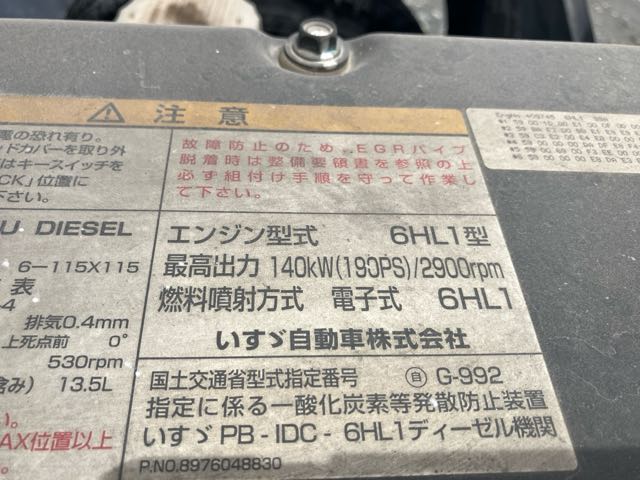 注意
電の恐れ有り。
ッドカバーを取り外
はキースイッチを
CK」位置に
下さい。
故障防止のため、EGRパイプ
脱着時は整備要領書を参照の上
必ず組付け手順を守って作業し
て下さい。
U DIESEL
6-115X115
表
排気0.4mm
上死点前 0°
530rpm
含み) 13.5L
い。
AX位置以上
エンジン型式 6HL1型
最高出力 140kW(190PS)/2900rpm
燃料噴射方式 電子式 6HL1
いすゞ自動車株式会社
国土交通省型式指定番号 自 G-992
指定に係る一酸化炭素等発散防止装置
いすゞPB-IDC-6HL1ディーゼル機関
P.NO.8976048830